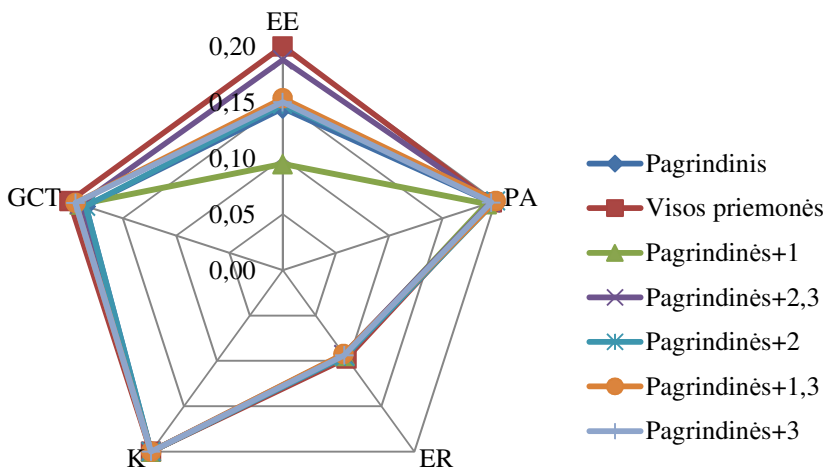 EE
0,20
0,15
0,10
0,05
0,00
GCT
PA
K
ER
Pagrindinis
Visos priemonės
Pagrindinės+1
Pagrindinės+2,3
Pagrindinės+2
Pagrindinės+1,3
Pagrindinės+3